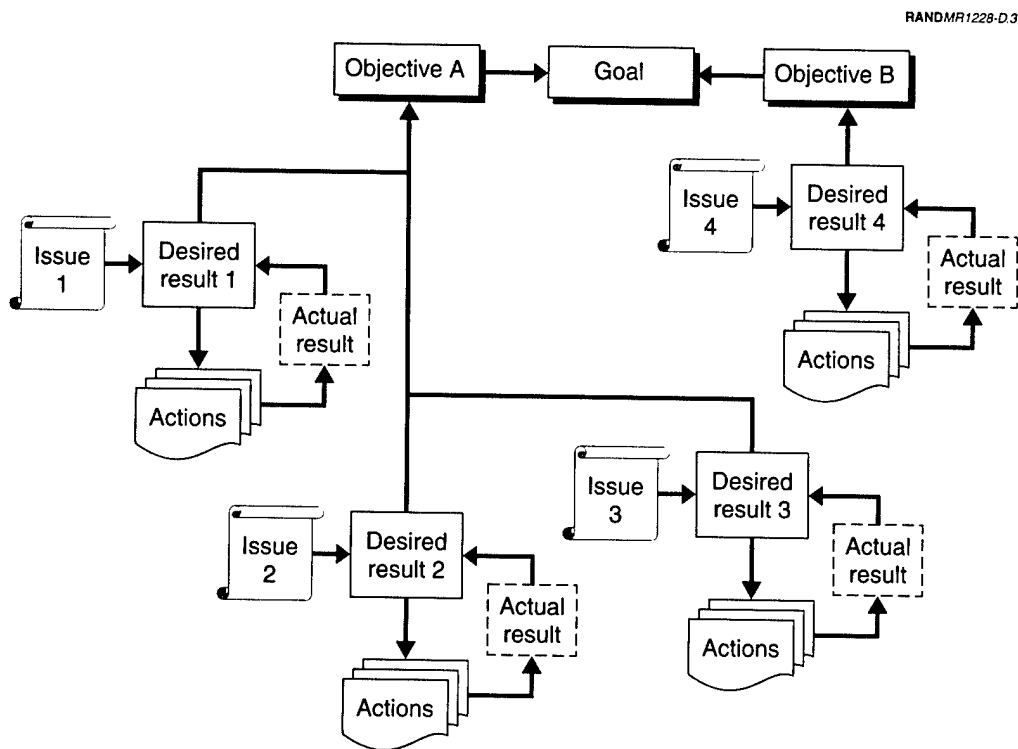 RANDMR1228-D.3
Objective A
Goal
Objective B
Issue
1
Desired
result 1
Actual
result
Actions
Issue
4
Desired
result 4
Actual
result
Actions
Issue
2
Desired
result 2
Actual
result
Actions
Issue
3
Desired
result 3
Actual
result
Actions